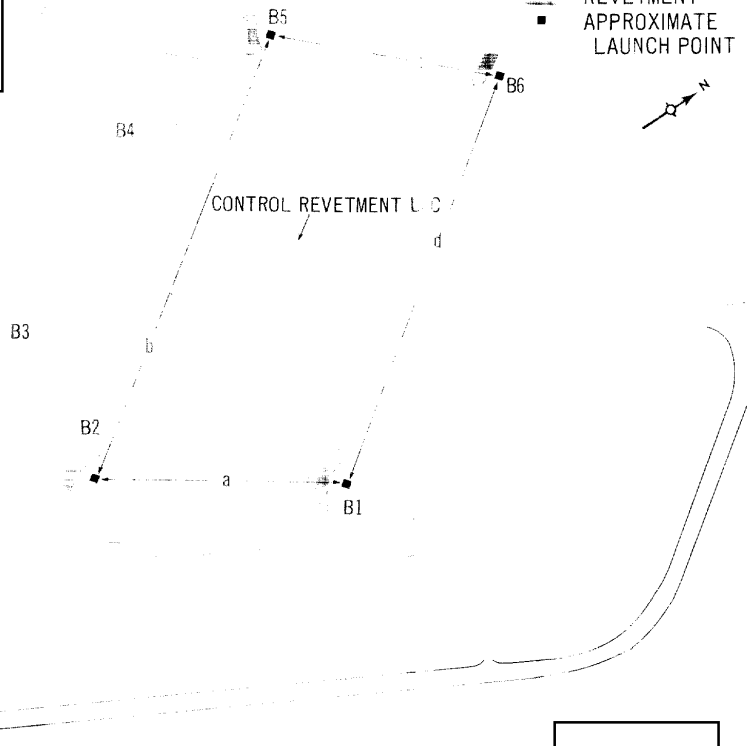 REVETMENT
APPROXIMATE
LAUNCH POINT
N
B5
B6
B4
CONTROL REVETMENT U/C
d
B3
b
B2
a
B1